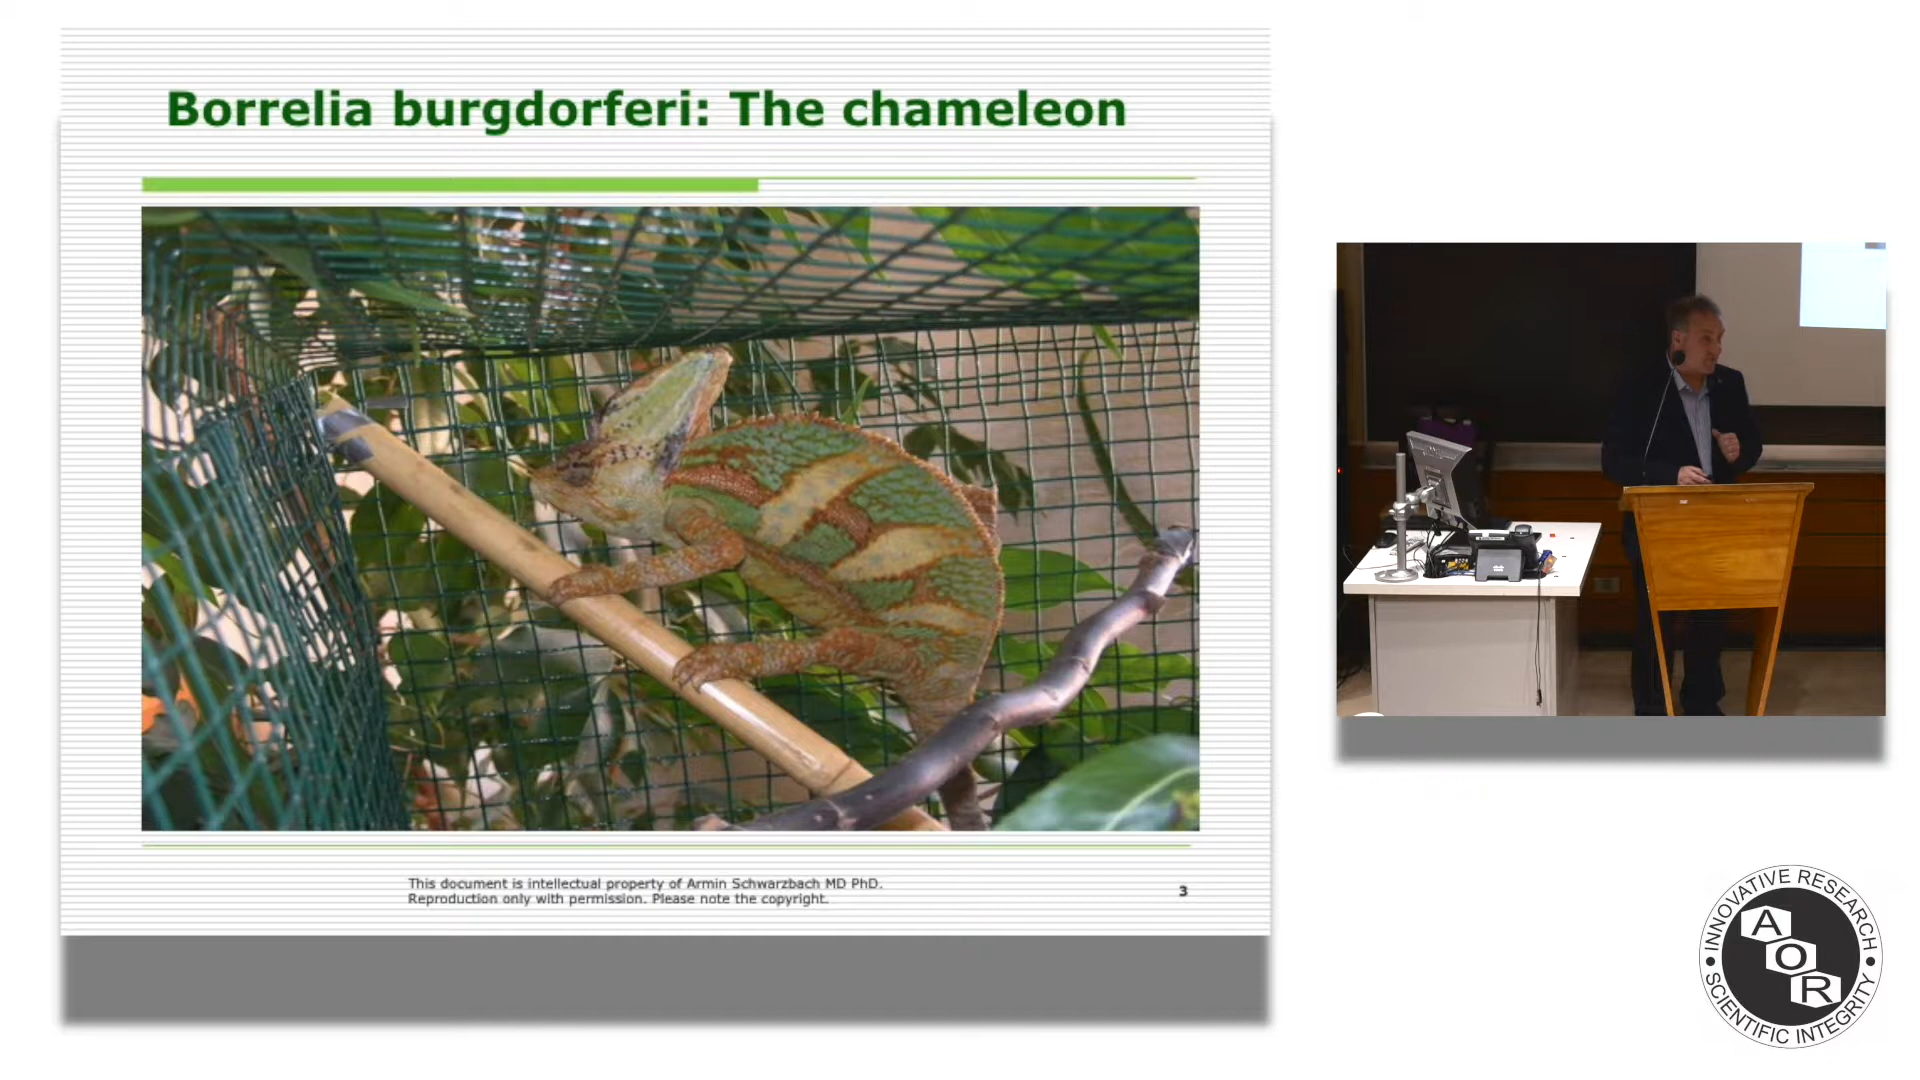 Borrelia burgdorferi: The chameleon
This document is intellectual property of Armin Schwarzbach MD PhD.
Reproduction only with permission. Please note the copyright.
3
INNOVATIVE RESEARCH
AOR
SCIENTIFIC INTEGRITY